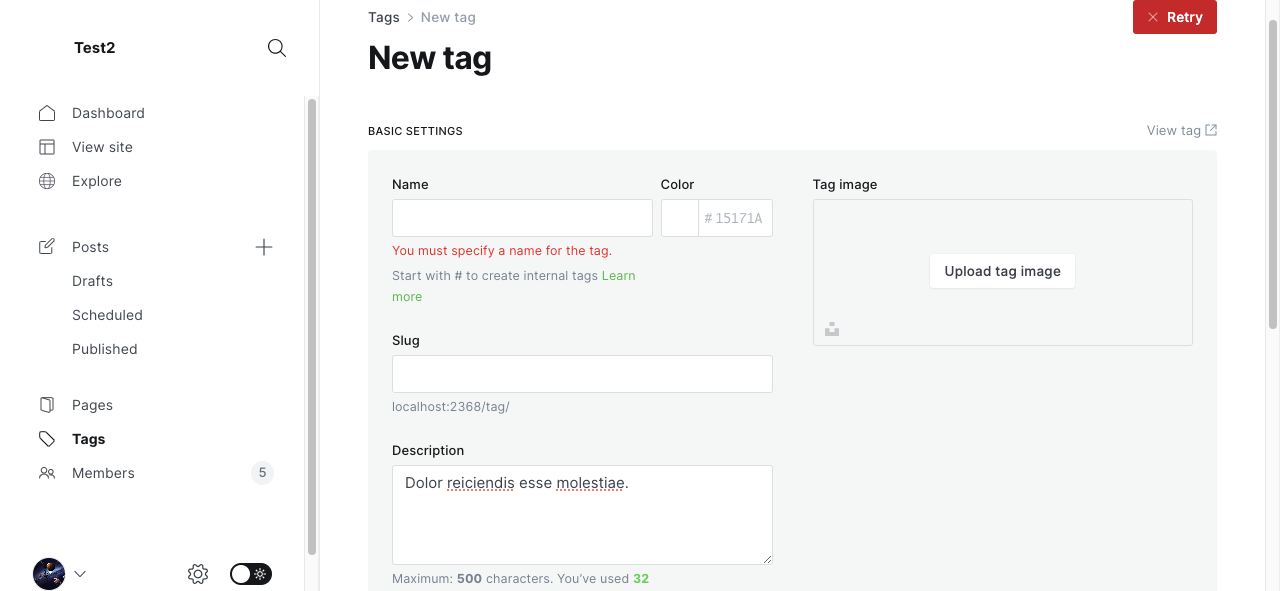 Test2
Dashboard
View site
Explore
Posts
Drafts
Scheduled
Published
Pages
Tags
Members
5
Tags > New tag
Retry
New tag
BASIC SETTINGS
View tag
Name
Color
Tag image
# 15171A
You must specify a name for the tag.
Start with # to create internal tags Learn
more
Upload tag image
Slug
localhost:2368/tag/
Description
Dolor reiciendis esse molestiae.
Maximum: 500 characters. You've used 32